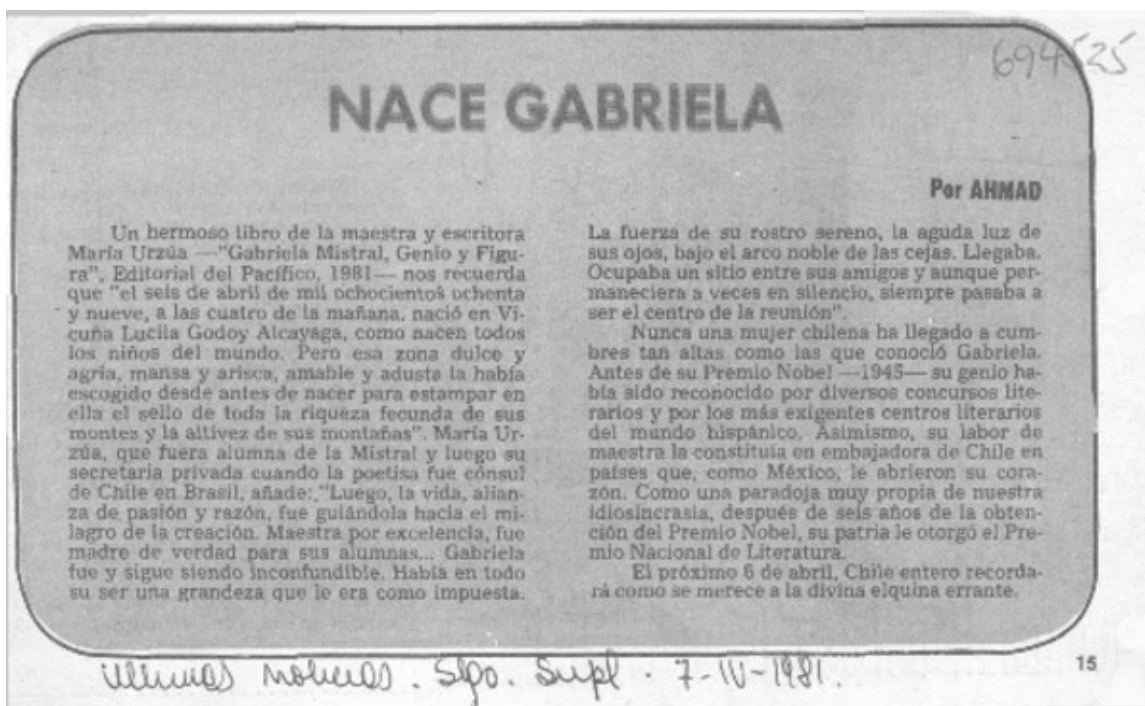 694525
NACE GABRIELA
Por AHMAD
Un hermoso libro de la maestra y escritora
María Urzúa —"Gabriela Mistral, Genio y Figu-
ra", Editorial del Pacífico, 1981— nos recuerda
que "el seis de abril de mil ochocientos ochenta
y nueve, a las cuatro de la mañana, nació en Vi-
cuña Lucila Godoy Alcayaga, como nacen todos
los niños del mundo. Pero esa zona dulce y
agria, mansa y arisca, amable y adusta la había
escogido desde antes de nacer para estampar en
ella el sello de toda la riqueza fecunda de sus
montes y la altivez de sus montañas". María Ur-
zúa, que fuera alumna de la Mistral y luego su
secretaria privada cuando la poetisa fue cónsul
de Chile en Brasil, añade: "Luego, la vida, alian-
za de pasión y razón, fue guiándola hacia el mi-
lagro de la creación. Maestra por excelencia, fue
madre de verdad para sus alumnas... Gabriela
fue y sigue siendo inconfundible. Había en todo
su ser una grandeza que le era como impuesta.
La fuerza de su rostro sereno, la aguda luz de
sus ojos, bajo el arco noble de las cejas. Llegaba.
Ocupaba un sitio entre sus amigos y aunque per-
maneciera a veces en silencio, siempre pasaba a
ser el centro de la reunión".
Nunca una mujer chilena ha llegado a cum-
bres tan altas como las que conoció Gabriela.
Antes de su Premio Nobel —1945— su genio ha-
bía sido reconocido por diversos concursos lite-
rarios y por los más exigentes centros literarios
del mundo hispánico. Asimismo, su labor de
maestra la constituía en embajadora de Chile en
países que, como México, le abrieron su cora-
zón. Como una paradoja muy propia de nuestra
idiosincrasia, después de seis años de la obten-
ción del Premio Nobel, su patria le otorgó el Pre-
mio Nacional de Literatura.
El próximo 6 de abril, Chile entero recorda-
rá como se merece a la divina elquina errante.
Ultimas Noticias. Stgo. Supl. 7-IV-1981.
15